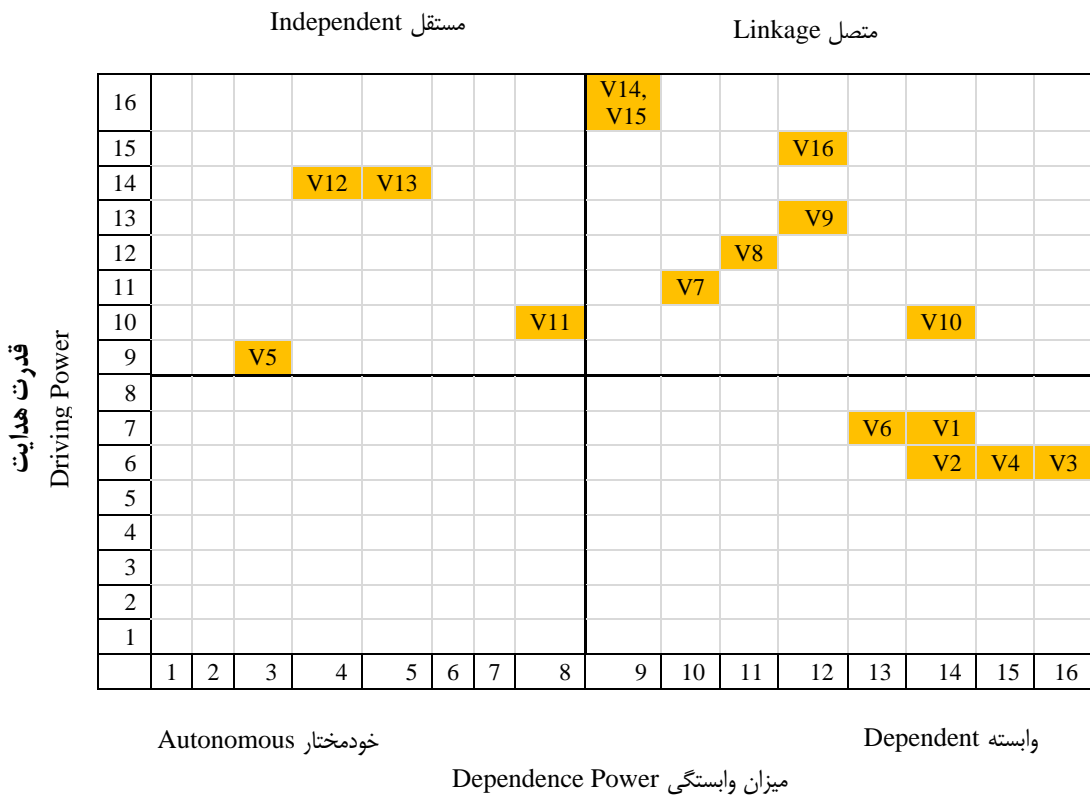 مستقل Independent
متصل Linkage
16 V14,
V15
15 V16
14 V12 V13
13 V9
12 V8
11 V7
10 V11 V10
9 V5
8
7 V6 V1
6 V2 V4 V3
5
4
3
2
1
1 2 3 4 5 6 7 8 9 10 11 12 13 14 15 16
قدرت هدایت
Driving Power
خودمختار Autonomous
وابسته Dependent
میزان وابستگی Dependence Power